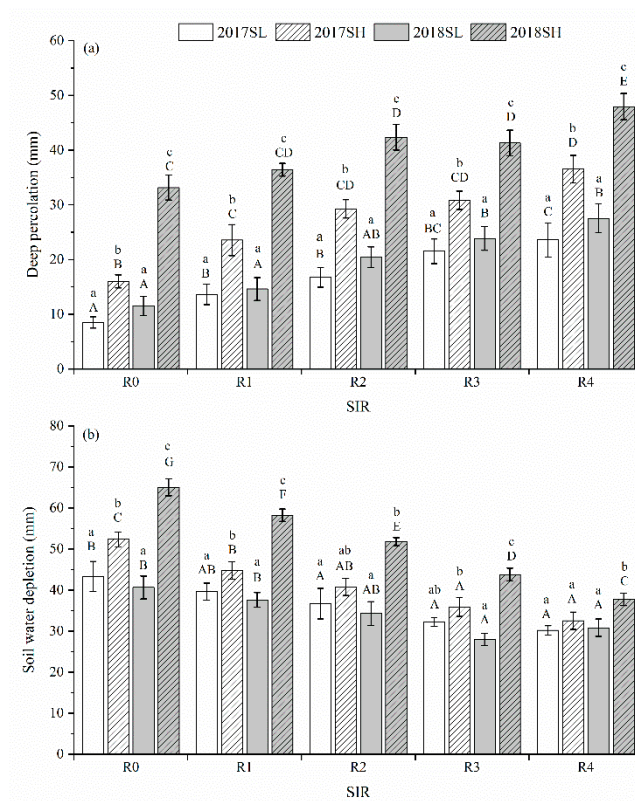 2017SL 2017SH 2018SL 2018SH
(a)
60
50
40
30
20
10
0
Deep percolation (mm)
a b a c
A B A C
a b a c
B C A CD
a b a c
B CD AB D
a b a c
BC CD B D
a b a c
C D B E
R0 R1 R2 R3 R4
SIR
(b)
80
70
60
50
40
30
20
10
0
Soil water depletion (mm)
a b a c
B C B G
a b a c
AB B B F
a ab a b
A AB AB E
ab b a c
A A A D
a a a b
A A A C
R0 R1 R2 R3 R4
SIR